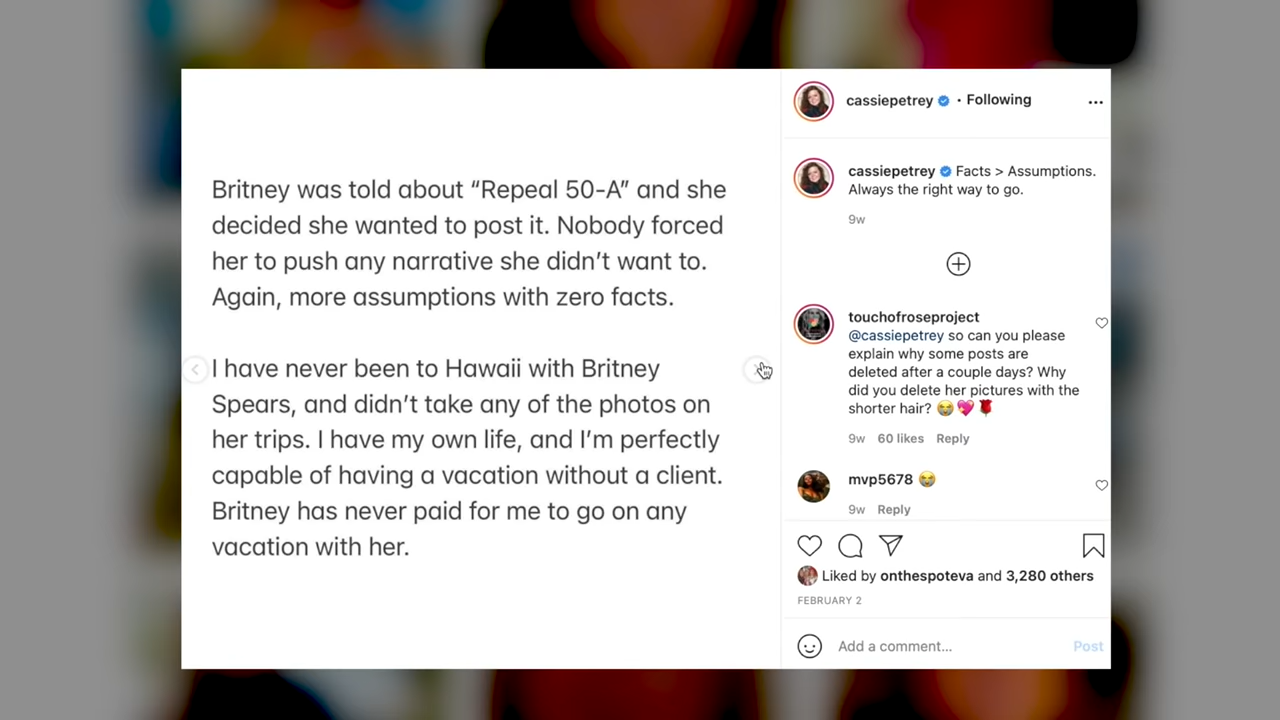 Britney was told about “Repeal 50-A” and she
decided she wanted to post it. Nobody forced
her to push any narrative she didn’t want to.
Again, more assumptions with zero facts.
I have never been to Hawaii with Britney
Spears, and didn’t take any of the photos on
her trips. I have my own life, and I’m perfectly
capable of having a vacation without a client.
Britney has never paid for me to go on any
vacation with her.
cassiepetrey • Following
cassiepetrey Facts > Assumptions.
Always the right way to go.
9w
touchofroseproject
@cassiepetrey so can you please
explain why some posts are
deleted after a couple days? Why
did you delete her pictures with the
shorter hair? 😭💖🌹
9w 60 likes Reply
mvp5678 😭
9w Reply
Liked by onthespoteva and 3,280 others
FEBRUARY 2
Add a comment... Post